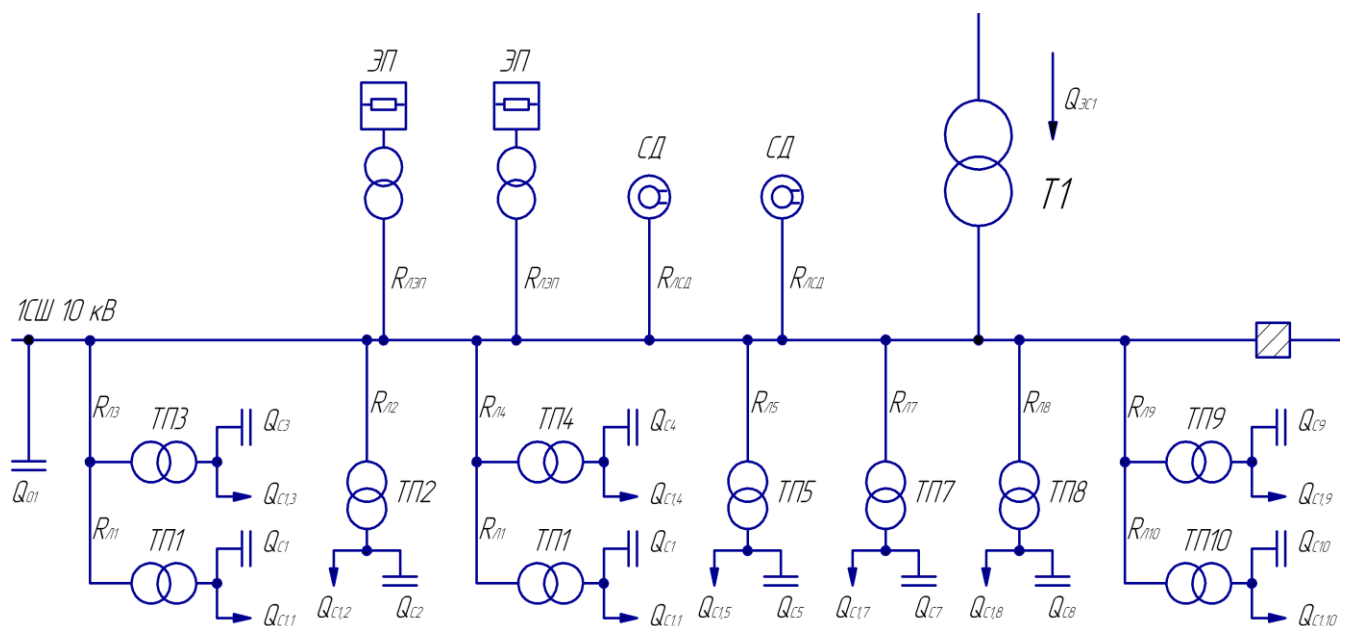 ЭП
ЭП
СД
СД
Qэс1
Т1
Rлэп
Rлэп
Rлсд
Rлсд
1СШ 10 кВ
Rл3
ТП3
Qс3
Qс1,3
Rл1
ТП1
Qс1
Qс1,1
Q01
Rл2
ТП2
Qс1,2
Qс2
Rл4
ТП4
Qс4
Qс1,4
Rл1
ТП1
Qс1
Qс1,1
Rл5
ТП5
Qс1,5
Qс5
Rл7
ТП7
Qс1,7
Qс7
Rл8
ТП8
Qс1,8
Qс8
Rл9
ТП9
Qс9
Qс1,9
Rл10
ТП10
Qс10
Qс1,10